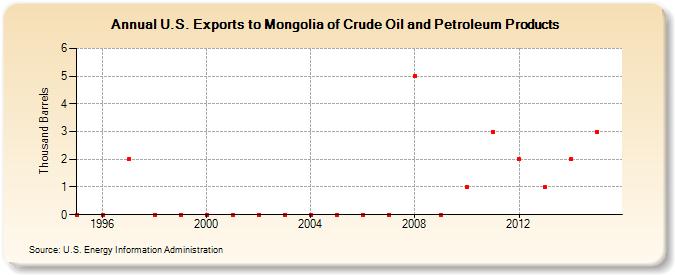 Annual U.S. Exports to Mongolia of Crude Oil and Petroleum Products
Thousand Barrels
6
5
4
3
2
1
0
1996 2000 2004 2008 2012
Source: U.S. Energy Information Administration